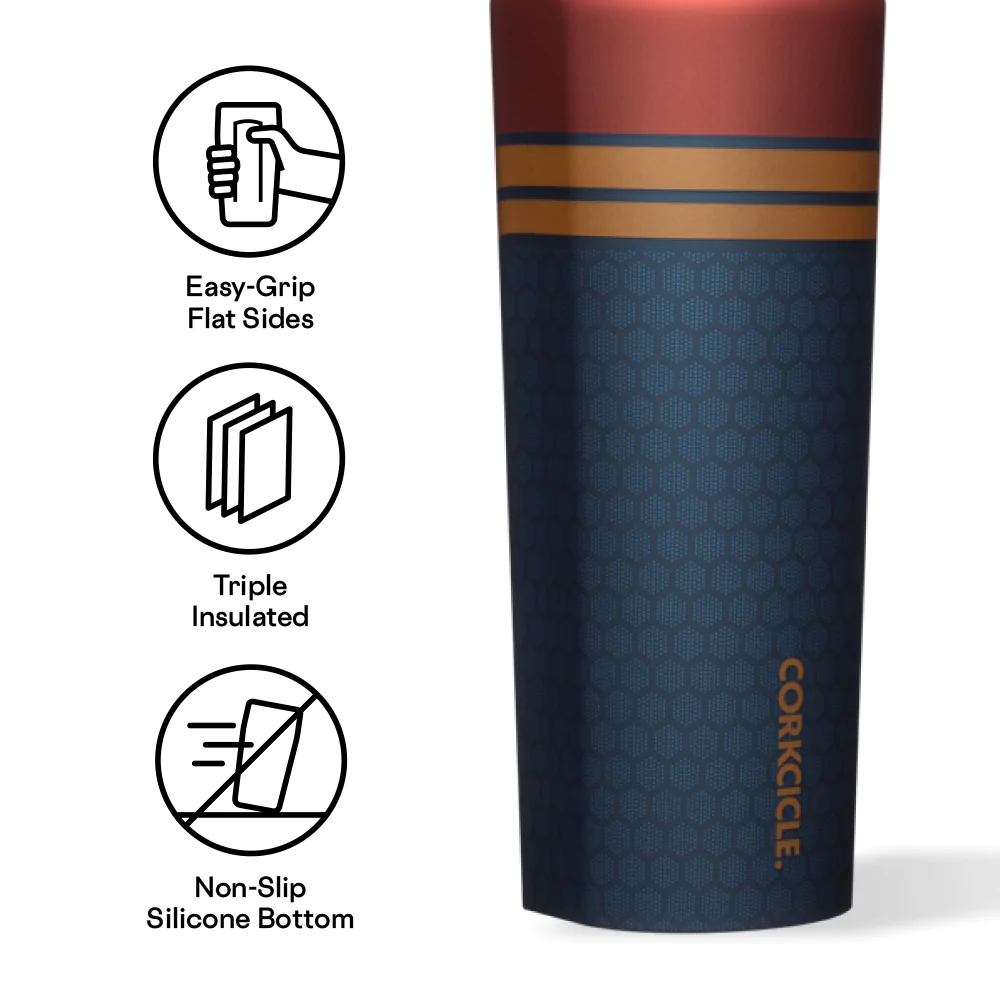 Easy-Grip
Flat Sides
Triple
Insulated
Non-Slip
Silicone Bottom
CORKCICLE.